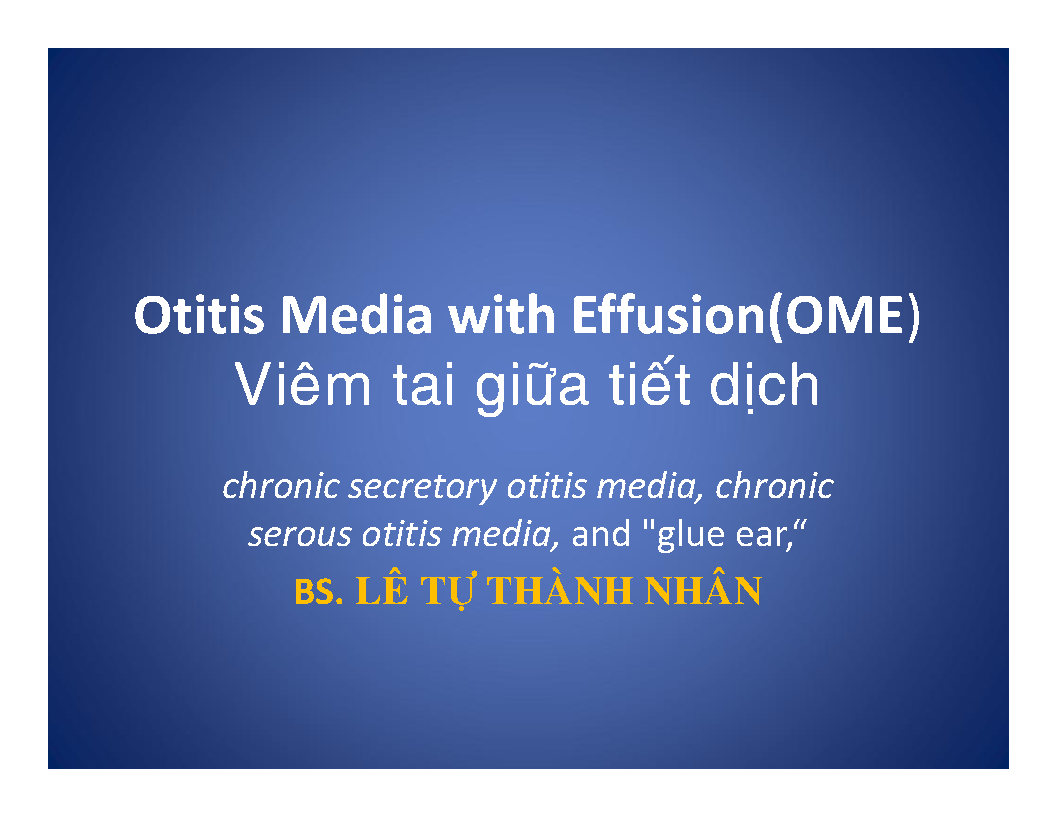 Otitis Media with Effusion(OME)
Viêm tai giữa tiết dịch
chronic secretory otitis media, chronic
serous otitis media, and "glue ear,“
BS. LÊ TỰ THÀNH NHÂN